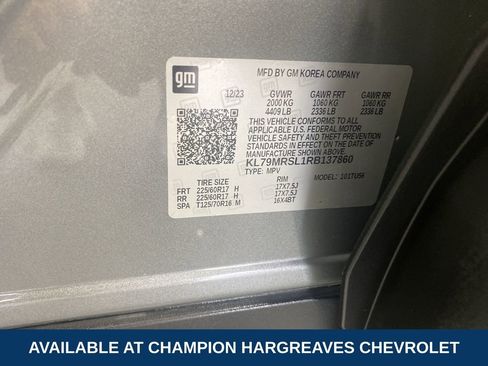 gm
MFD BY GM KOREA COMPANY
12/23 GVWR GAWR FRT GAWR RR
2000 KG 1060 KG 1060 KG
4409 LB 2336 LB 2336 LB
THIS VEHICLE CONFORMS TO ALL
APPLICABLE U.S. FEDERAL MOTOR
VEHICLE SAFETY AND THEFT PREVENTION
STANDARDS IN EFFECT ON THE DATE OF
MANUFACTURE SHOWN ABOVE.
KL79MRSL1RB137860
TYPE: MPV MODEL: 101TU56
TIRE SIZE RIM
FRT 225/60R17 H 17X7.5J
RR 225/60R17 H 17X7.5J
SPA T125/70R16 M 16X4BT
AVAILABLE AT CHAMPION HARGREAVES CHEVROLET